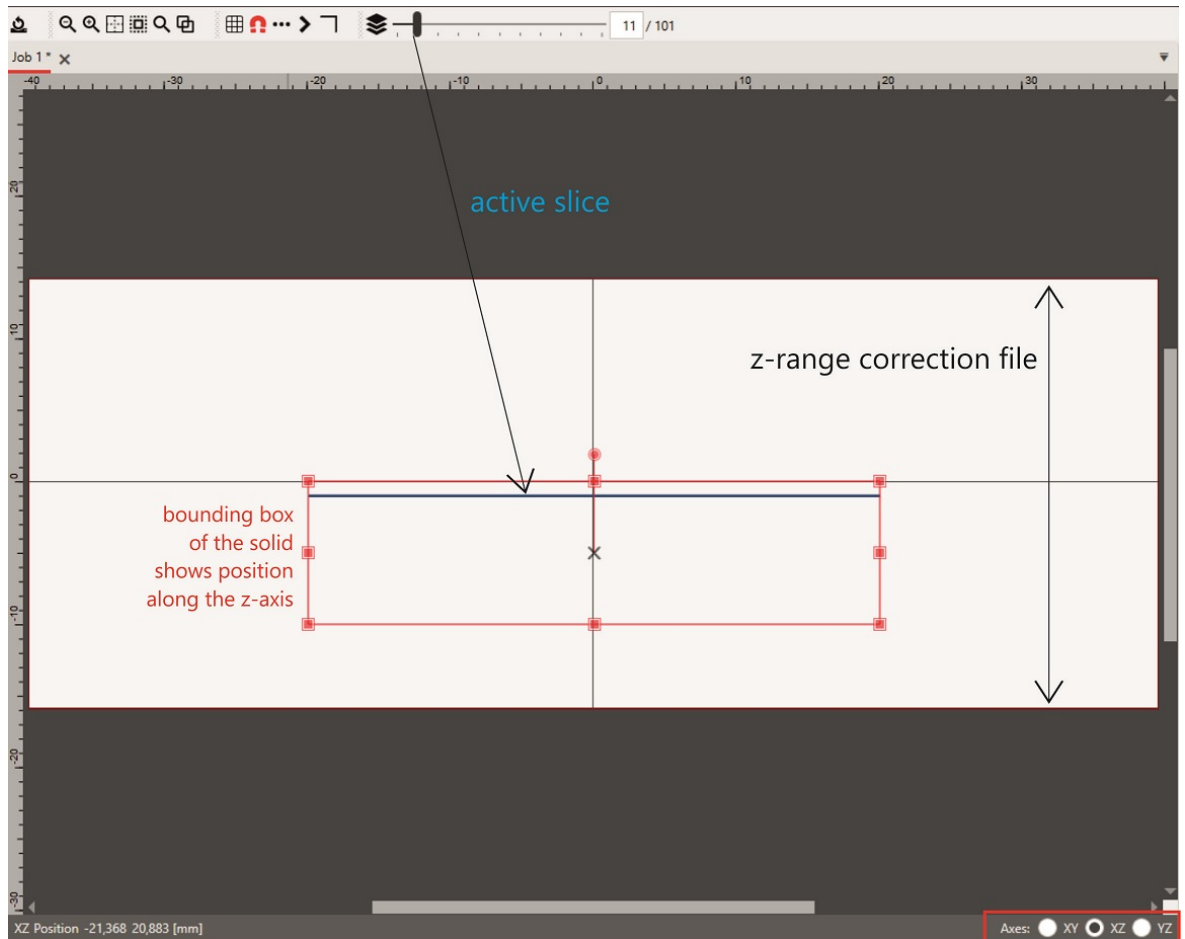 11 / 101
Job 1 *
-40 -30 -20 -10 0 10 20 30
20
active slice
10
z-range correction file
0
bounding box
of the solid
shows position
along the z-axis
-10
-20
-30
XZ Position -21,368 20,883 [mm]
Axes: XY XZ YZ